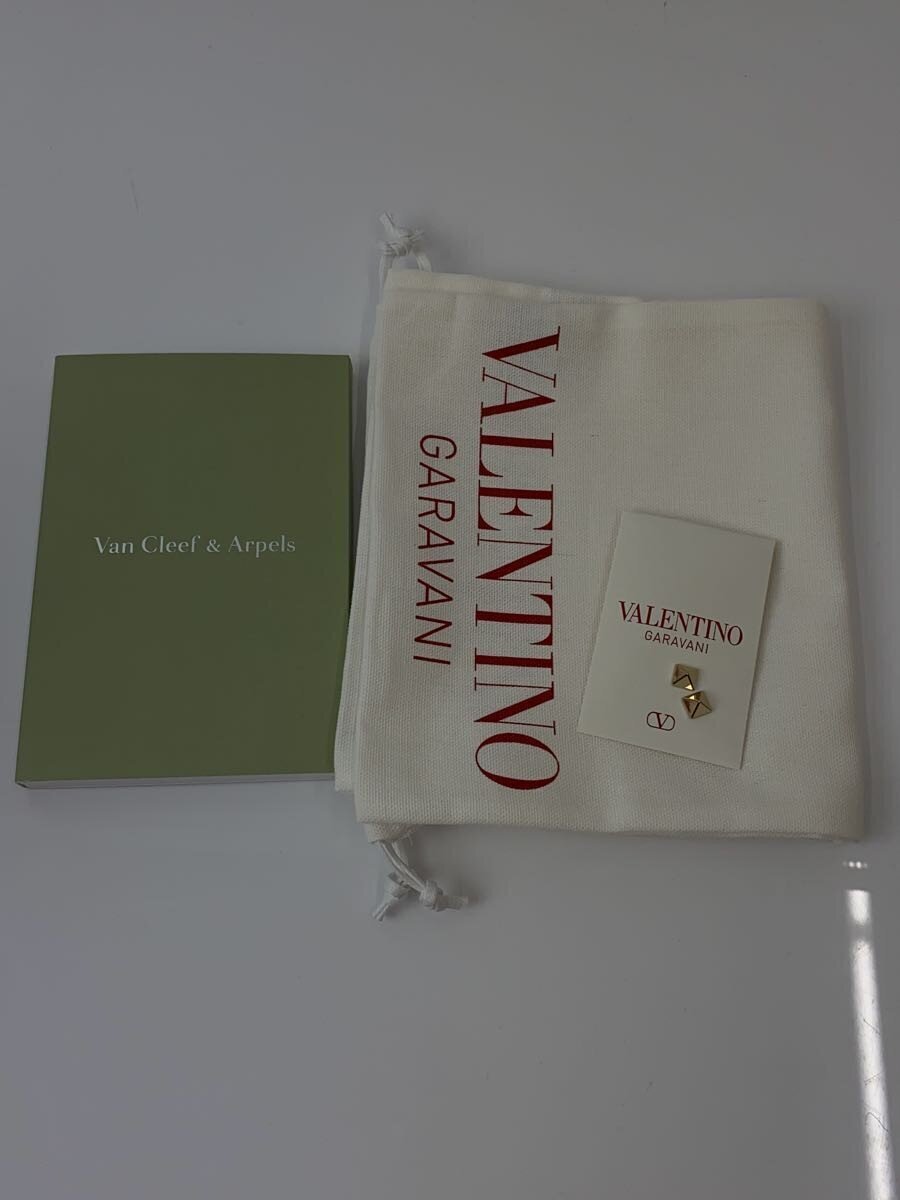 Van Cleef & Arpels
VALENTINO
GARAVANI
VALENTINO
GARAVANI